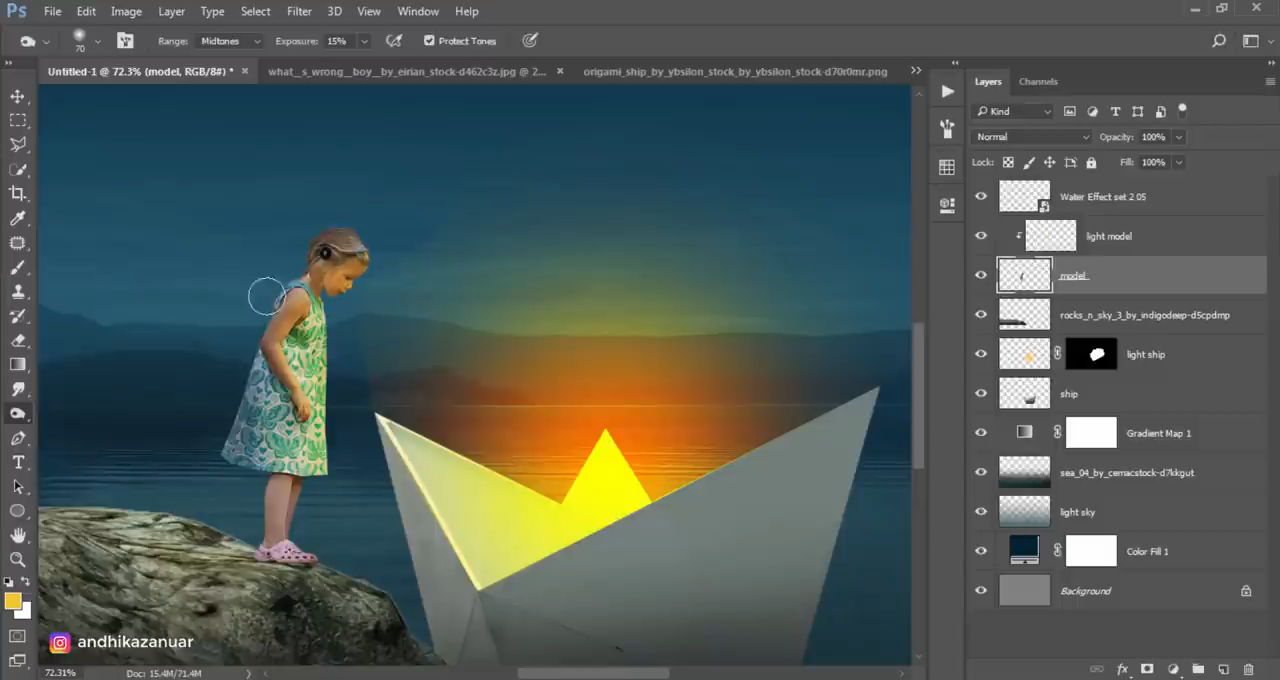 Ps File Edit Image Layer Type Select Filter 3D View Window Help
70 Range: Midtones Exposure: 15% Protect Tones
Untitled-1 @ 72.3% (model, RGB/8#) * × what__s_wrong__boy__by_eirian_stock-d462c3z.jpg @ 2... × origami_ship_by_ybsilon_stock_by_ybsilon_stock-d70r0mr.png
Layers Channels
Kind
Normal Opacity: 100%
Lock: Fill: 100%
Water Effect set 2 05
light model
model
rocks_n_sky_3_by_indigodeep-d5cpdmp
light ship
ship
Gradient Map 1
sea_04_by_cemacstock-d7kkgut
light sky
Color Fill 1
Background
andhikazanuar
72.31% Doc: 15.4M/71.4M